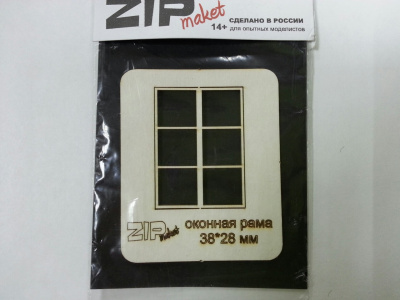 ZIP maket
СДЕЛАНО В РОССИИ
14+ для опытных моделистов
ZIP maket
оконная рама
38*28 мм